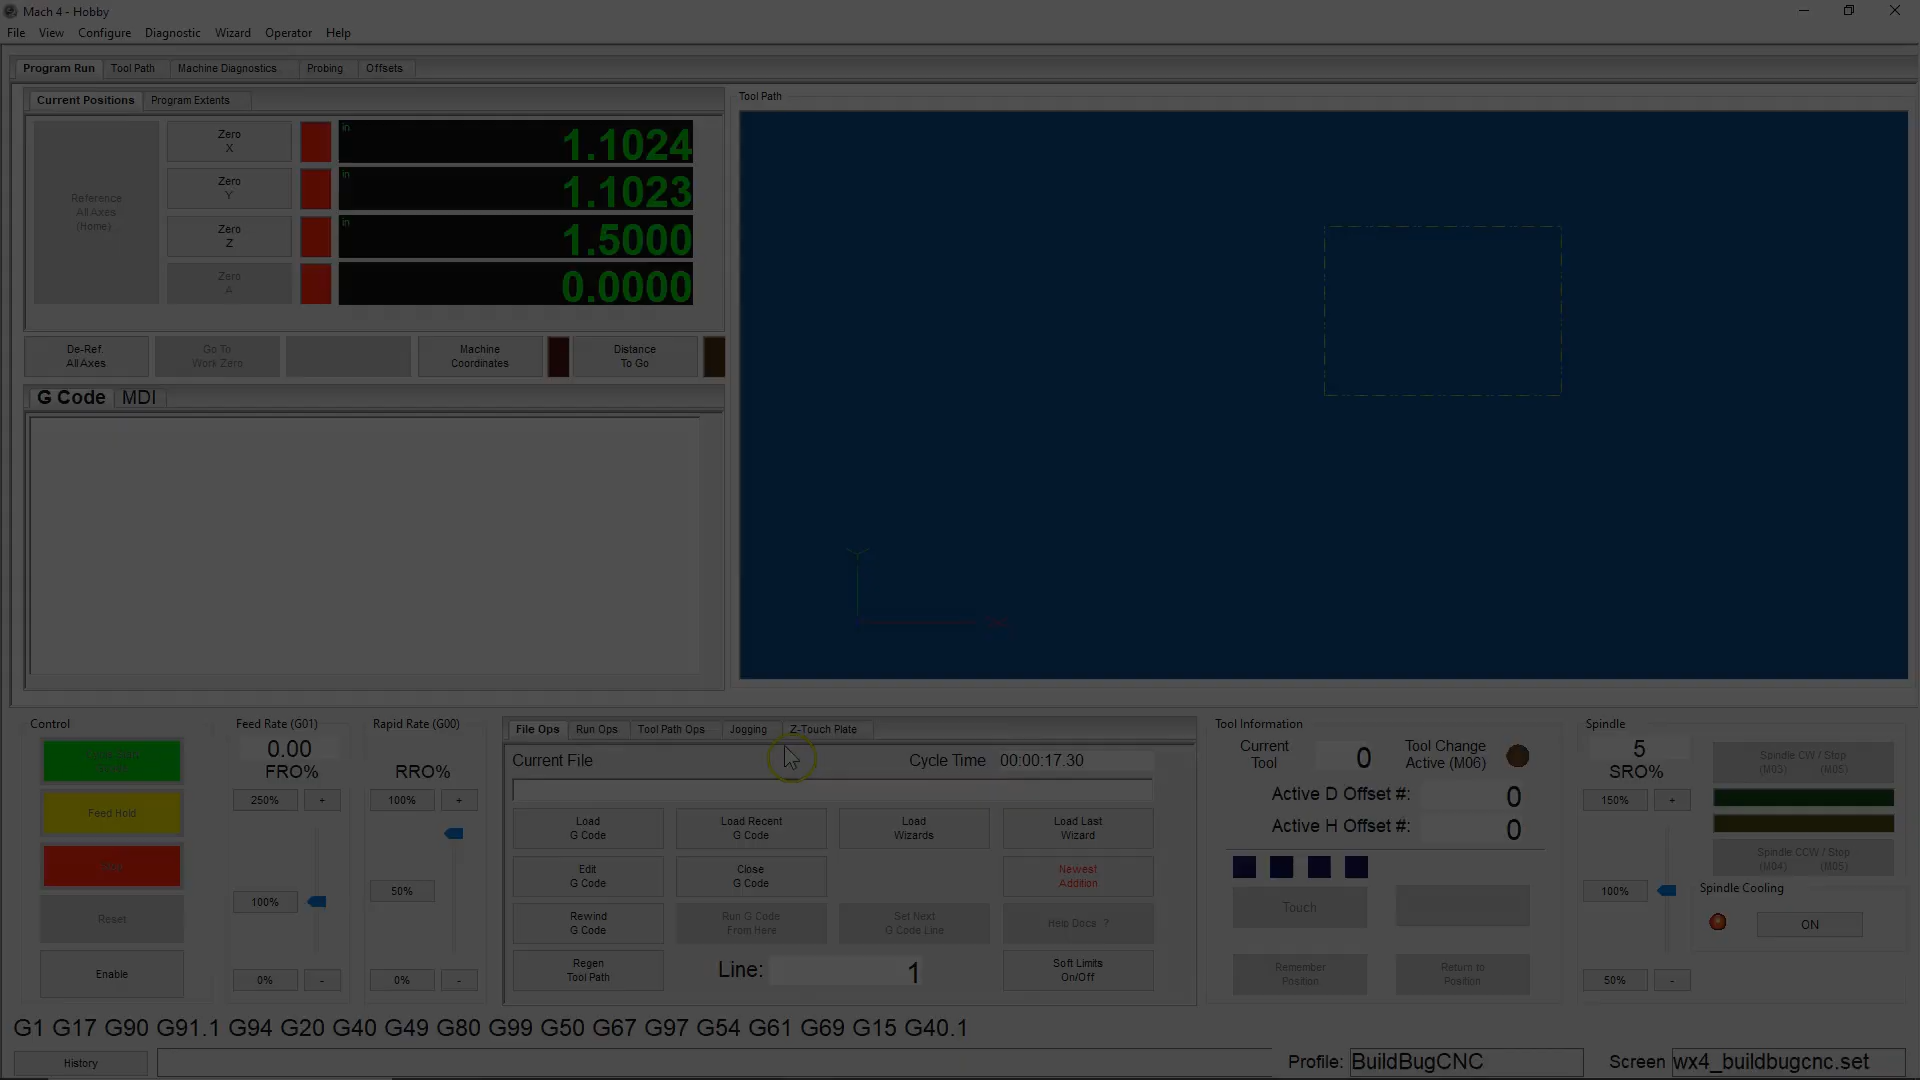 Mach 4 - Hobby
File View Configure Diagnostic Wizard Operator Help
Program Run Tool Path Machine Diagnostics Probing Offsets
Current Positions Program Extents
Tool Path
Zero
X
in
1.1024
Zero
Y
in
1.1023
Reference
All Axes
(Home)
Zero
Z
in
1.5000
Zero
A
0.0000
De-Ref.
All Axes
Go To
Work Zero
Machine
Coordinates
Distance
To Go
G Code MDI
Control
Feed Hold
Reset
Enable
Feed Rate (G01)
0.00
FRO%
250% +
100%
0% -
Rapid Rate (G00)
RRO%
100% +
50%
0% -
File Ops Run Ops Tool Path Ops Jogging Z-Touch Plate
Current File
Cycle Time 00:00:17.30
Load
G Code
Load Recent
G Code
Load
Wizards
Load Last
Wizard
Edit
G Code
Close
G Code
Newest
Addition
Rewind
G Code
Run G Code
From Here
Set Next
G Code Line
Help Docs ?
Regen
Tool Path
Line: 1
Soft Limits
On/Off
Tool Information
Current
Tool
0
Tool Change
Active (M06)
Active D Offset #: 0
Active H Offset #: 0
Touch
Remember
Position
Return to
Position
Spindle
5
SRO%
150% +
100%
50% -
Spindle CW / Stop
(M03) (M05)
Spindle CCW / Stop
(M04) (M05)
Spindle Cooling
ON
G1 G17 G90 G91.1 G94 G20 G40 G49 G80 G99 G50 G67 G97 G54 G61 G69 G15 G40.1
History
Profile: BuildBugCNC
Screen wx4_buildbugcnc.set